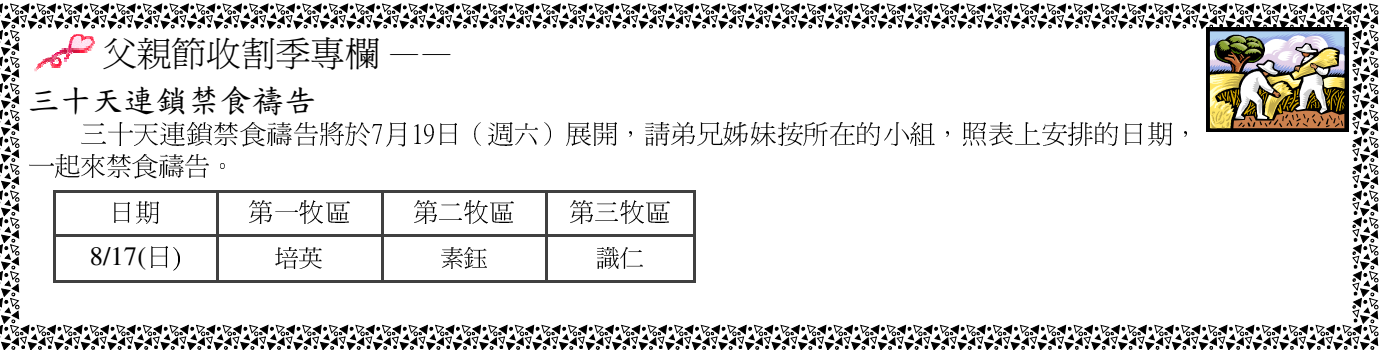 父親節收割季專欄 ——
三十天連鎖禁食禱告
三十天連鎖禁食禱告將於7月19日（週六）展開，請弟兄姊妹按所在的小組，照表上安排的日期，
一起來禁食禱告。
日期 第一牧區 第二牧區 第三牧區
8/17(日) 培英 素鈺 識仁